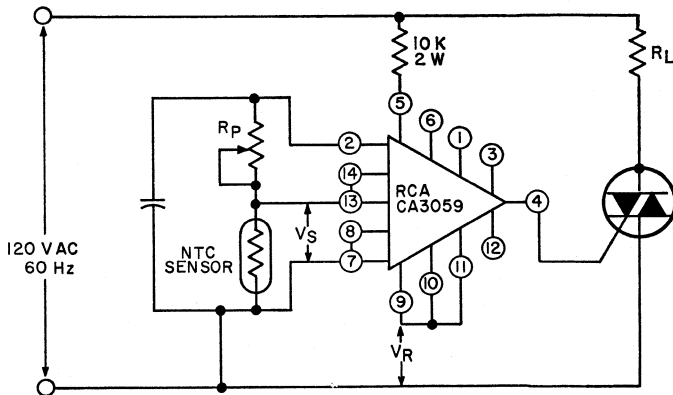 10K
2W
R_L
5
6
1
R_P
2
3
14
RCA
CA3059
13
4
V_S
120 VAC
60 Hz
NTC
SENSOR
8
7
12
11
10
9
V_R